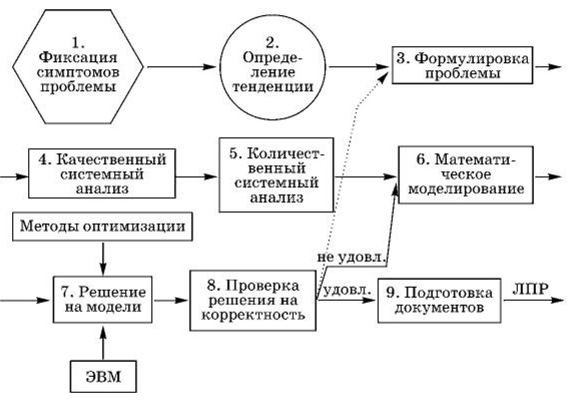 1.
Фиксация
симптомов
проблемы
2.
Опреде-
ление
тенденции
3. Формулировка
проблемы
4. Качественный
системный
анализ
5. Количест-
венный
системный
анализ
6. Математи-
ческое
моделирование
Методы оптимизации
не удовл.
7. Решение
на модели
8. Проверка
решения на
корректность
удовл.
9. Подготовка
документов
ЛПР
ЭВМ